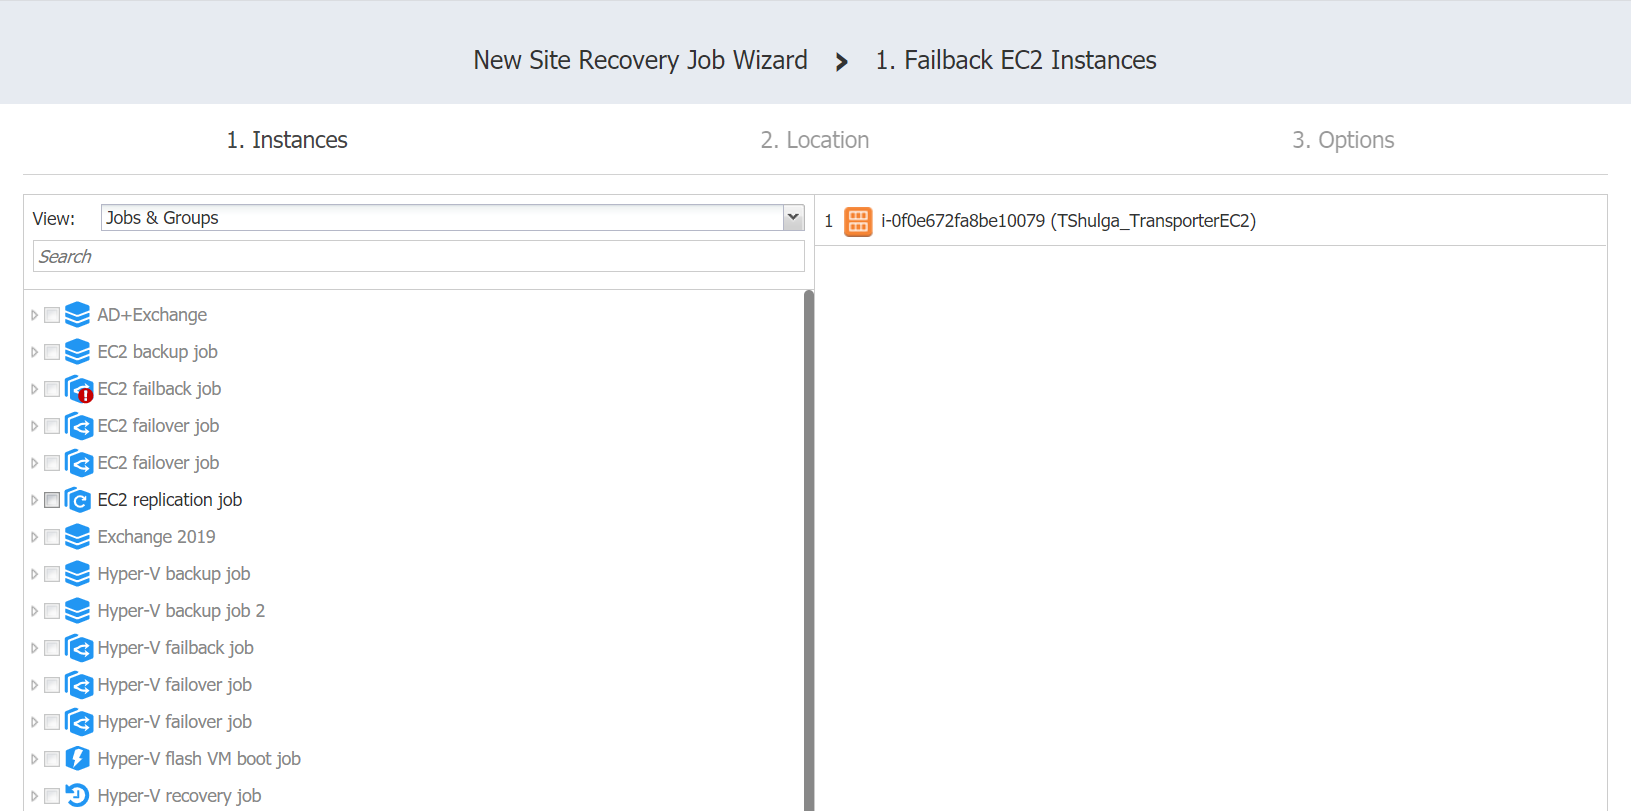 New Site Recovery Job Wizard > 1. Failback EC2 Instances
1. Instances
2. Location
3. Options
View:
Jobs & Groups
Search
AD+Exchange
EC2 backup job
EC2 failback job
EC2 failover job
EC2 failover job
EC2 replication job
Exchange 2019
Hyper-V backup job
Hyper-V backup job 2
Hyper-V failback job
Hyper-V failover job
Hyper-V failover job
Hyper-V flash VM boot job
Hyper-V recovery job
1 i-0f0e672fa8be10079 (TShulga_TransporterEC2)